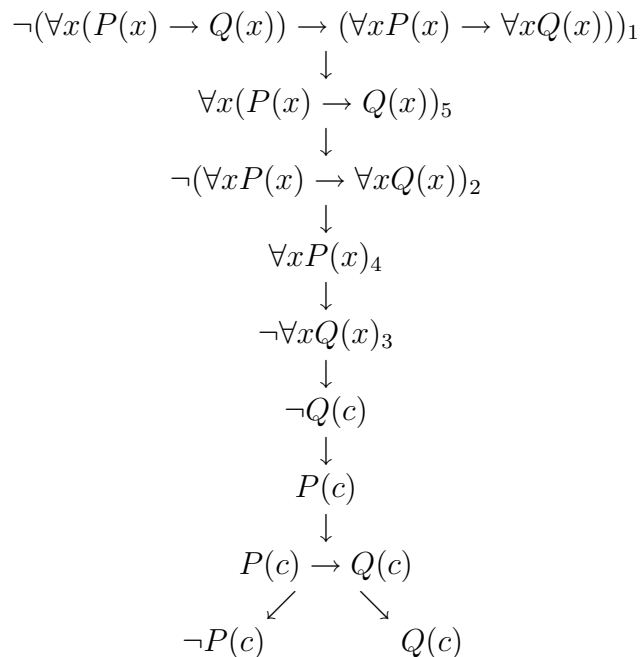 ¬(∀x(P(x) → Q(x)) → (∀xP(x) → ∀xQ(x)))₁
↓
∀x(P(x) → Q(x))₅
↓
¬(∀xP(x) → ∀xQ(x))₂
↓
∀xP(x)₄
↓
¬∀xQ(x)₃
↓
¬Q(c)
↓
P(c)
↓
P(c) → Q(c)
↙ ↘
¬P(c) Q(c)